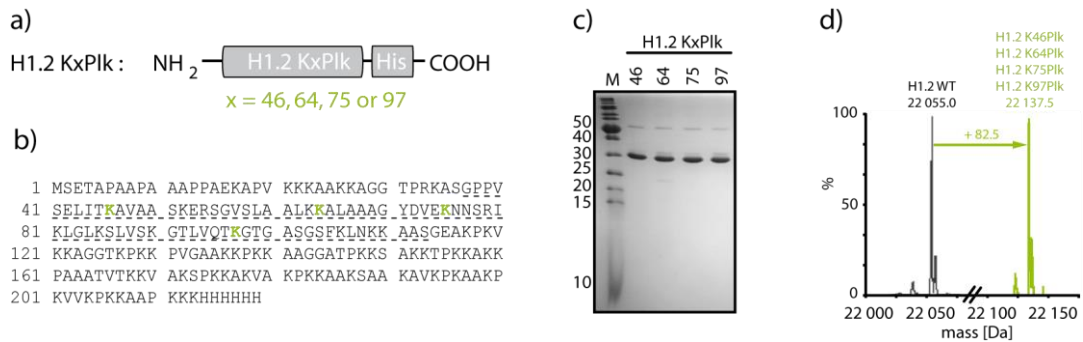 a)
H1.2 KxPlk : NH2 H1.2 KxPlk His COOH
x = 46, 64, 75 or 97
b)
1 MSETAPAAPA AAPPAEKAPV KKKAAKKAGG TPRKASGPPV
41 SELITKAVAA SKERSGVSLA ALKKALAAAG YDVEKNNSRI
81 KLGLKSLVSK GTLVQTKGTG ASGSFKLNKK AASGEAKPKV
121 KKAGGTKPKK PVGAAKKPKK AAGGATPKKS AKKTPKKAKK
161 PAAATVTKKV AKSPKKAKVA KPKKAAKSAA KAVKPKAAKP
201 KVVKPKKAAP KKKHHHHHH
c)
H1.2 KxPlk
M 46 64 75 97
50
40
30
25
20
15
10
d)
H1.2 K46Plk
H1.2 K64Plk
H1.2 K75Plk
H1.2 K97Plk
22 137.5
H1.2 WT
22 055.0
+ 82.5
100
50
0
%
22 000 22 050 22 100 22 150
mass [Da]